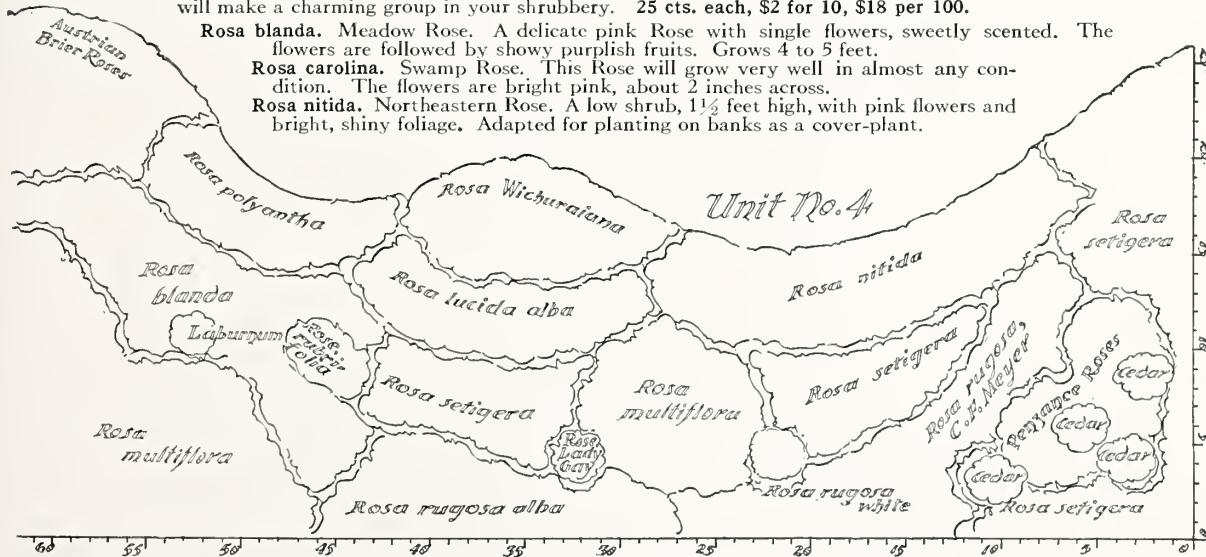 will make a charming group in your shrubbery. 25 cts. each, $2 for 10, $18 per 100.
Rosa blanda. Meadow Rose. A delicate pink Rose with single flowers, sweetly scented. The
flowers are followed by showy purplish fruits. Grows 4 to 5 feet.
Rosa carolina. Swamp Rose. This Rose will grow very well in almost any con-
dition. The flowers are bright pink, about 2 inches across.
Rosa nitida. Northeastern Rose. A low shrub, 1½ feet high, with pink flowers and
bright, shiny foliage. Adapted for planting on banks as a cover-plant.
Austrian
Brier Roses
Rosa polyantha
Rosa Wichuraiana
Unit No. 4
Rosa
setigera
Rosa
blanda
Rosa lucida alba
Rosa nitida
Laburnum
Rose
rubri-
folia
Rosa setigera
Rosa
multiflora
Rosa setigera
Rosa rugosa,
C. F. Meyer
Penzance Roses
Cedar
Cedar
Cedar
Cedar
Rosa
multiflora
Rose
Lady
Gay
Rosa rugosa alba
Rosa rugosa
white
Rosa setigera
60 55 50 45 40 35 30 25 20 15 10 5 0